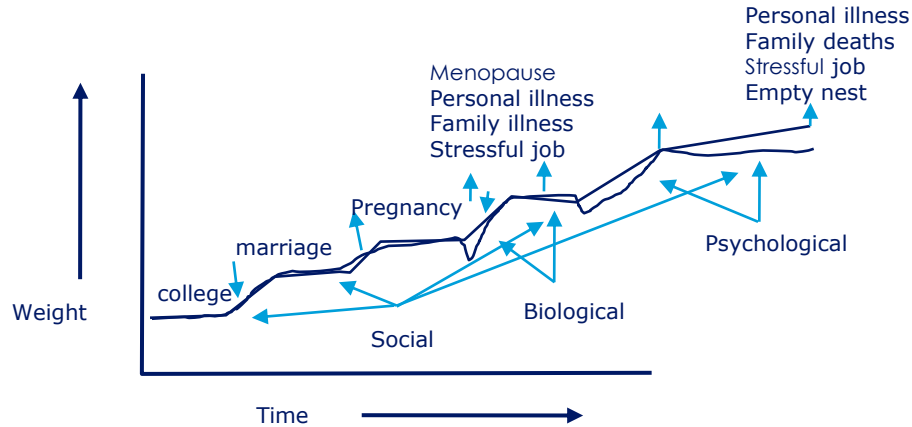 Personal illness
Family deaths
Stressful job
Empty nest
Menopause
Personal illness
Family illness
Stressful job
Pregnancy
marriage
college
Psychological
Weight
Biological
Social
Time